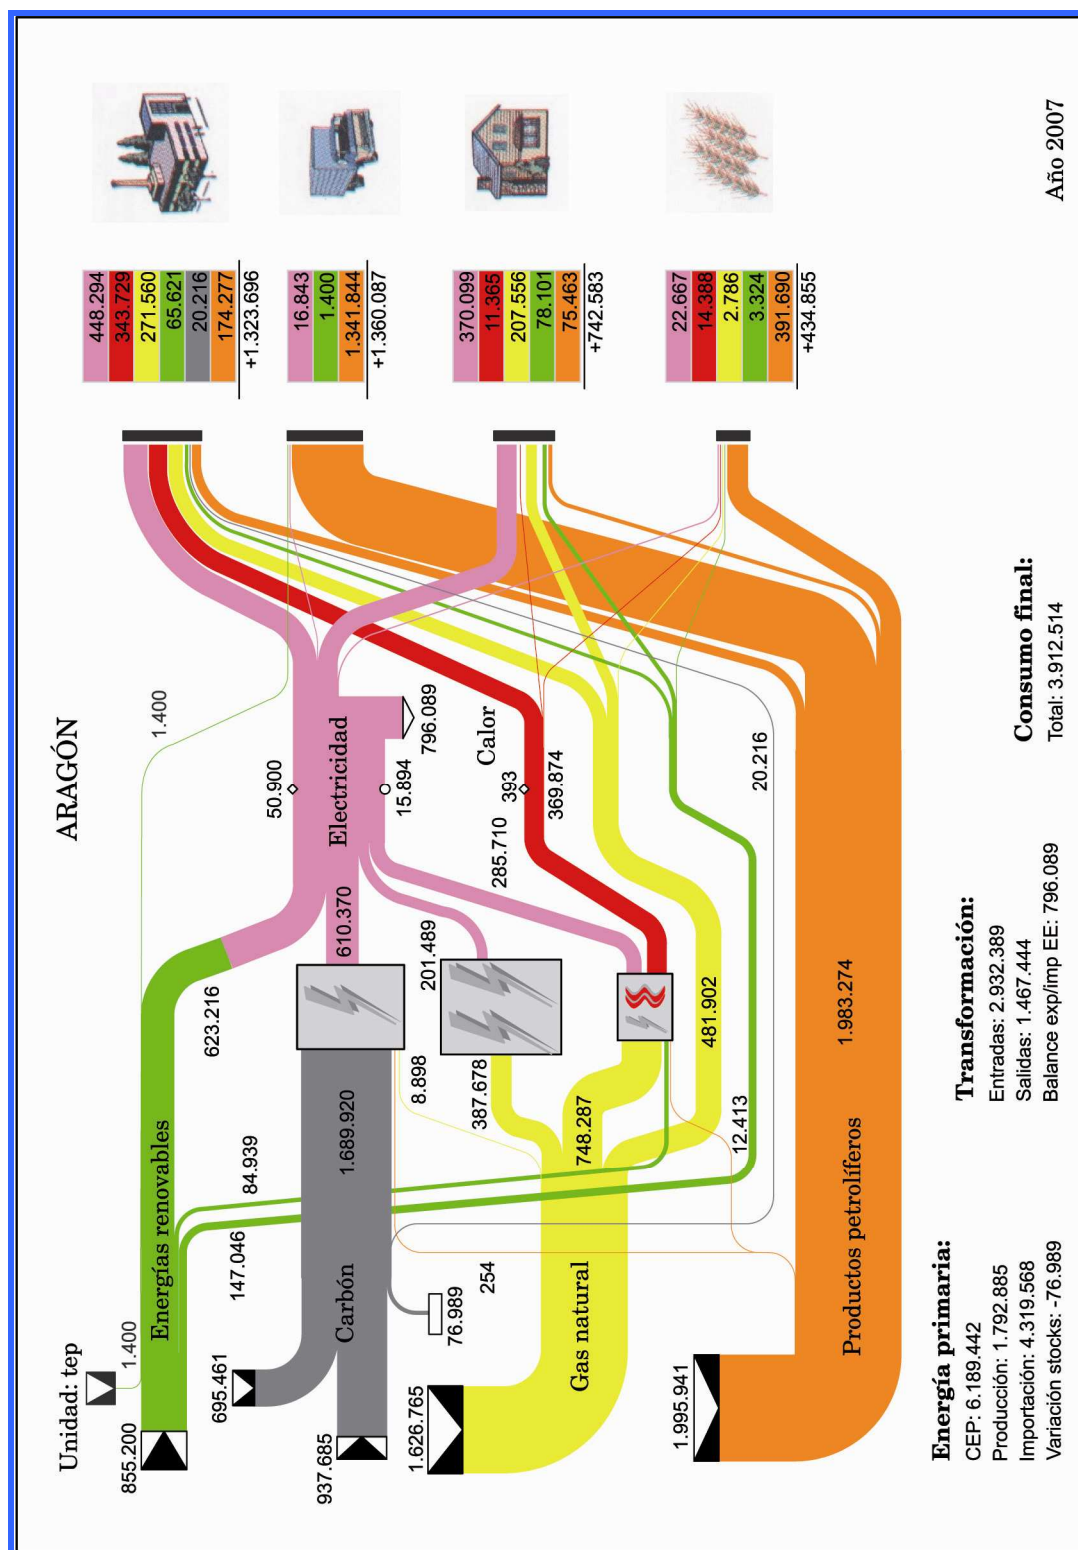 ARAGÓN
Unidad: tep
1.400
1.400
855.200
Energías renovables
623.216
84.939
147.046
695.461
937.685
Carbón
1.689.920
76.989
8.898
254
610.370
Electricidad
50.900
15.894
796.089
201.489
387.678
285.710
Calor
393
369.874
1.626.765
Gas natural
748.287
481.902
12.413
20.216
1.995.941
Productos petrolíferos
1.983.274
448.294
343.729
271.560
65.621
20.216
174.277
+1.323.696
16.843
1.400
1.341.844
+1.360.087
370.099
11.365
207.556
78.101
75.463
+742.583
22.667
14.388
2.786
3.324
391.690
+434.855
Energía primaria:
CEP: 6.189.442
Producción: 1.792.885
Importación: 4.319.568
Variación stocks: -76.989
Transformación:
Entradas: 2.932.389
Salidas: 1.467.444
Balance exp/imp EE: 796.089
Consumo final:
Total: 3.912.514
Año 2007